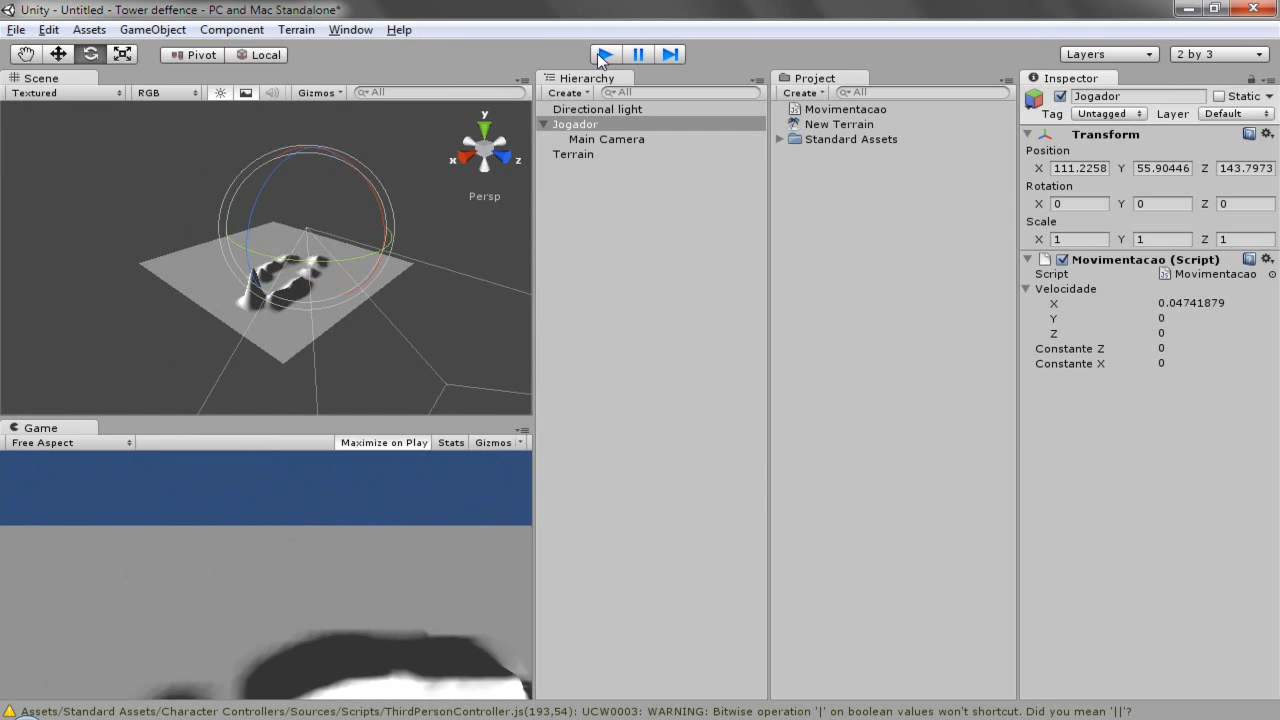 Unity - Untitled - Tower deffence - PC and Mac Standalone*
File Edit Assets GameObject Component Terrain Window Help
Pivot Local Layers 2 by 3
Scene
Textured RGB Gizmos All
y
x z
Persp
Game
Free Aspect Maximize on Play Stats Gizmos
Hierarchy
Create All
Directional light
Jogador
Main Camera
Terrain
Project
Create All
Movimentacao
New Terrain
Standard Assets
Inspector
Jogador Static
Tag Untagged Layer Default
Transform
Position
X 111.2258 Y 55.90446 Z 143.7973
Rotation
X 0 Y 0 Z 0
Scale
X 1 Y 1 Z 1
Movimentacao (Script)
Script Movimentacao
Velocidade
X 0.04741879
Y 0
Z 0
Constante Z 0
Constante X 0
Assets/Standard Assets/Character Controllers/Sources/Scripts/ThirdPersonController.js(193,54): UCW0003: WARNING: Bitwise operation '|' on boolean values won't shortcut. Did you mean '||'?